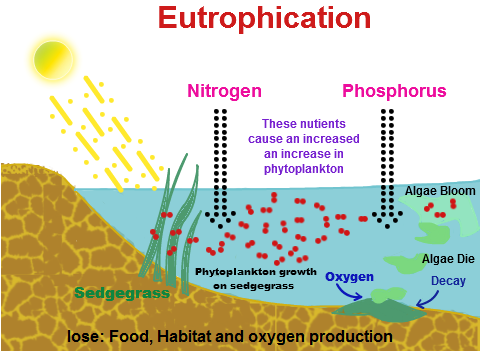 Eutrophication
Nitrogen
Phosphorus
These nutients
cause an increased
an increase in
phytoplankton
Algae Bloom
Algae Die
Phytoplankton growth
on sedgegrass
Oxygen
Decay
Sedgegrass
lose: Food, Habitat and oxygen production